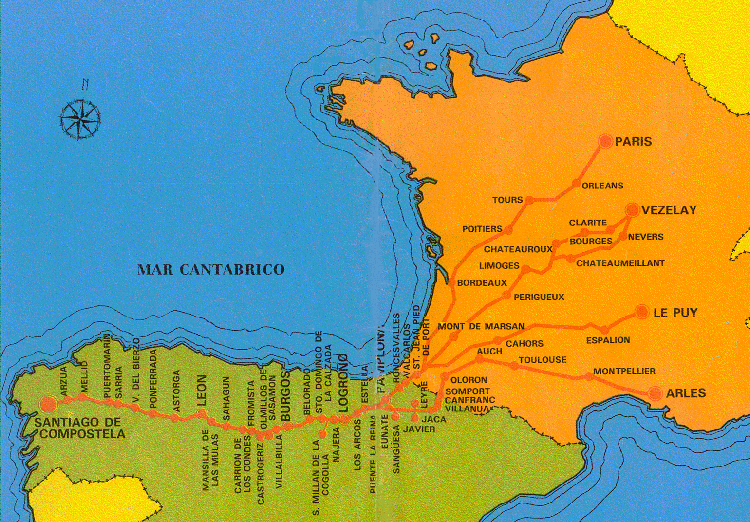 N
PARIS
ORLEANS
TOURS
VEZELAY
CLARITE
POITIERS
NEVERS
BOURGES
CHATEAUROUX
CHATEAUMEILLANT
LIMOGES
MAR CANTABRICO
BORDEAUX
PERIGUEUX
LE PUY
MONT DE MARSAN
ESPALION
CAHORS
AUCH
TOULOUSE
MONTPELLIER
ARLES
OLORON
SOMPORT
CANFRANC
VILLANUA
JACA
JAVIER
LEYRE
ST. JEAN PIED
DE PORT
VALCARLOS
RONCESVALLES
PAMPLONA
EUNATE
SANGUESA
PUENTE LA REINA
ESTELLA
LOS ARCOS
LOGROÑO
NAJERA
STO. DOMINGO DE
LA CALZADA
S. MILLAN DE LA
COGOLLA
BELORADO
BURGOS
VILLALBILLA
OLMILLOS DE
SASAMON
CASTROGERIZ
FROMISTA
CARRION DE
LOS CONDES
SAHAGUN
MANSILLA DE
LAS MULAS
LEON
ASTORGA
PONFERRADA
V. DEL BIERZO
SARRIA
PUERTOMARIN
MELLID
ARZUA
SANTIAGO DE
COMPOSTELA